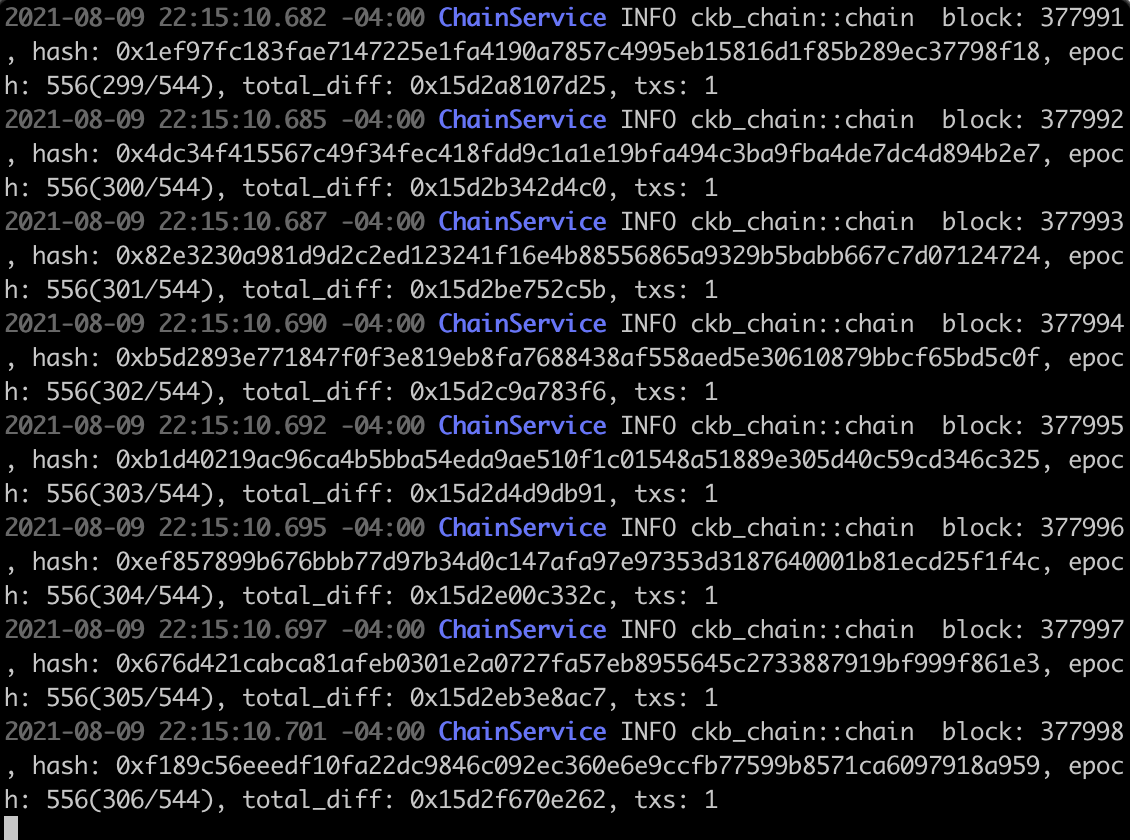 2021-08-09 22:15:10.682 -04:00 ChainService INFO ckb_chain::chain  block: 377991
, hash: 0x1ef97fc183fae7147225e1fa4190a7857c4995eb15816d1f85b289ec37798f18, epoc
h: 556(299/544), total_diff: 0x15d2a8107d25, txs: 1
2021-08-09 22:15:10.685 -04:00 ChainService INFO ckb_chain::chain  block: 377992
, hash: 0x4dc34f415567c49f34fec418fdd9c1a1e19bfa494c3ba9fba4de7dc4d894b2e7, epoc
h: 556(300/544), total_diff: 0x15d2b342d4c0, txs: 1
2021-08-09 22:15:10.687 -04:00 ChainService INFO ckb_chain::chain  block: 377993
, hash: 0x82e3230a981d9d2c2ed123241f16e4b88556865a9329b5babb667c7d07124724, epoc
h: 556(301/544), total_diff: 0x15d2be752c5b, txs: 1
2021-08-09 22:15:10.690 -04:00 ChainService INFO ckb_chain::chain  block: 377994
, hash: 0xb5d2893e771847f0f3e819eb8fa7688438af558aed5e30610879bbcf65bd5c0f, epoc
h: 556(302/544), total_diff: 0x15d2c9a783f6, txs: 1
2021-08-09 22:15:10.692 -04:00 ChainService INFO ckb_chain::chain  block: 377995
, hash: 0xb1d40219ac96ca4b5bba54eda9ae510f1c01548a51889e305d40c59cd346c325, epoc
h: 556(303/544), total_diff: 0x15d2d4d9db91, txs: 1
2021-08-09 22:15:10.695 -04:00 ChainService INFO ckb_chain::chain  block: 377996
, hash: 0xef857899b676bbb77d97b34d0c147afa97e97353d3187640001b81ecd25f1f4c, epoc
h: 556(304/544), total_diff: 0x15d2e00c332c, txs: 1
2021-08-09 22:15:10.697 -04:00 ChainService INFO ckb_chain::chain  block: 377997
, hash: 0x676d421cabca81afeb0301e2a0727fa57eb8955645c2733887919bf999f861e3, epoc
h: 556(305/544), total_diff: 0x15d2eb3e8ac7, txs: 1
2021-08-09 22:15:10.701 -04:00 ChainService INFO ckb_chain::chain  block: 377998
, hash: 0xf189c56eeedf10fa22dc9846c092ec360e6e9ccfb77599b8571ca6097918a959, epoc
h: 556(306/544), total_diff: 0x15d2f670e262, txs: 1